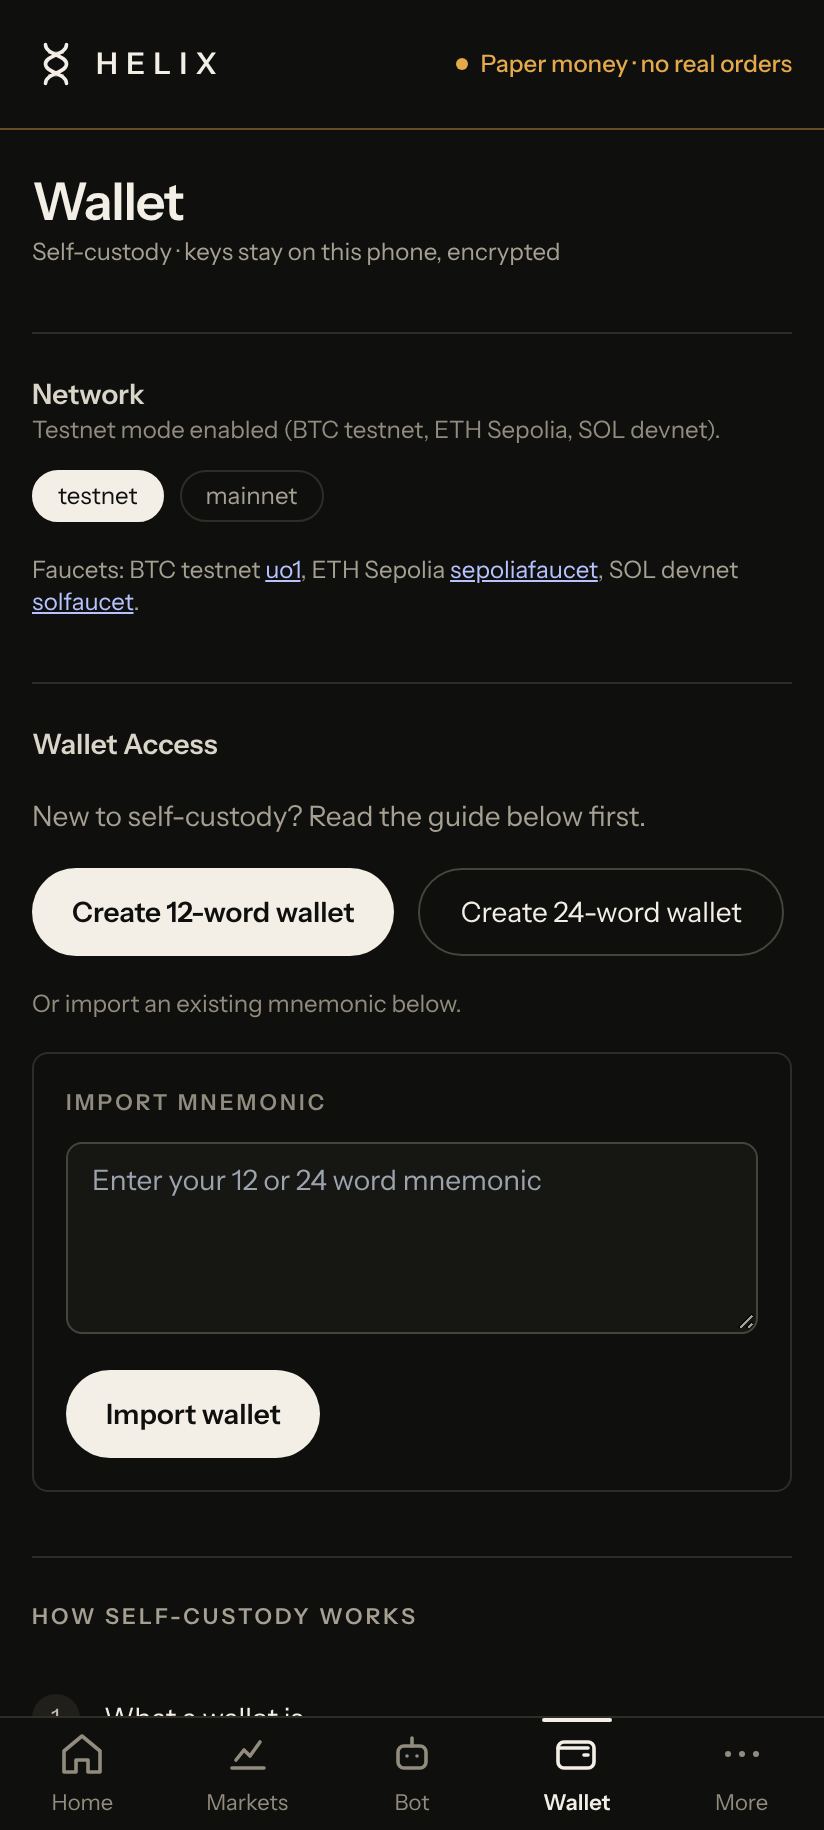 HELIX
Paper money · no real orders
Wallet
Self-custody · keys stay on this phone, encrypted
Network
Testnet mode enabled (BTC testnet, ETH Sepolia, SOL devnet).
testnet mainnet
Faucets: BTC testnet uo1, ETH Sepolia sepoliafaucet, SOL devnet
solfaucet.
Wallet Access
New to self-custody? Read the guide below first.
Create 12-word wallet Create 24-word wallet
Or import an existing mnemonic below.
IMPORT MNEMONIC
Enter your 12 or 24 word mnemonic
Import wallet
HOW SELF-CUSTODY WORKS
1 What a wallet is
Home Markets Bot Wallet More